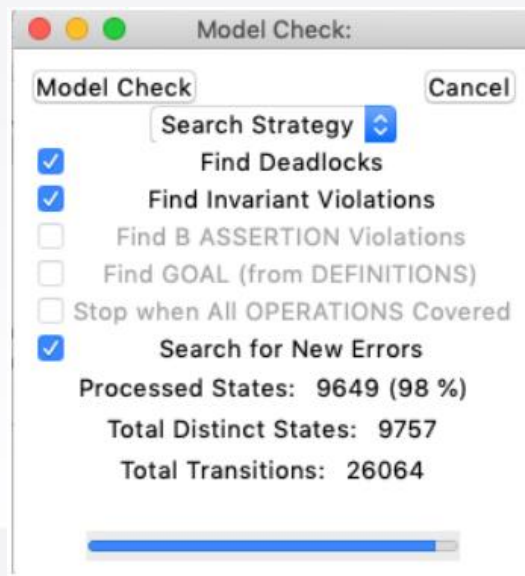 Model Check:
Model Check Cancel
Search Strategy
Find Deadlocks
Find Invariant Violations
Find B ASSERTION Violations
Find GOAL (from DEFINITIONS)
Stop when All OPERATIONS Covered
Search for New Errors
Processed States: 9649 (98 %)
Total Distinct States: 9757
Total Transitions: 26064